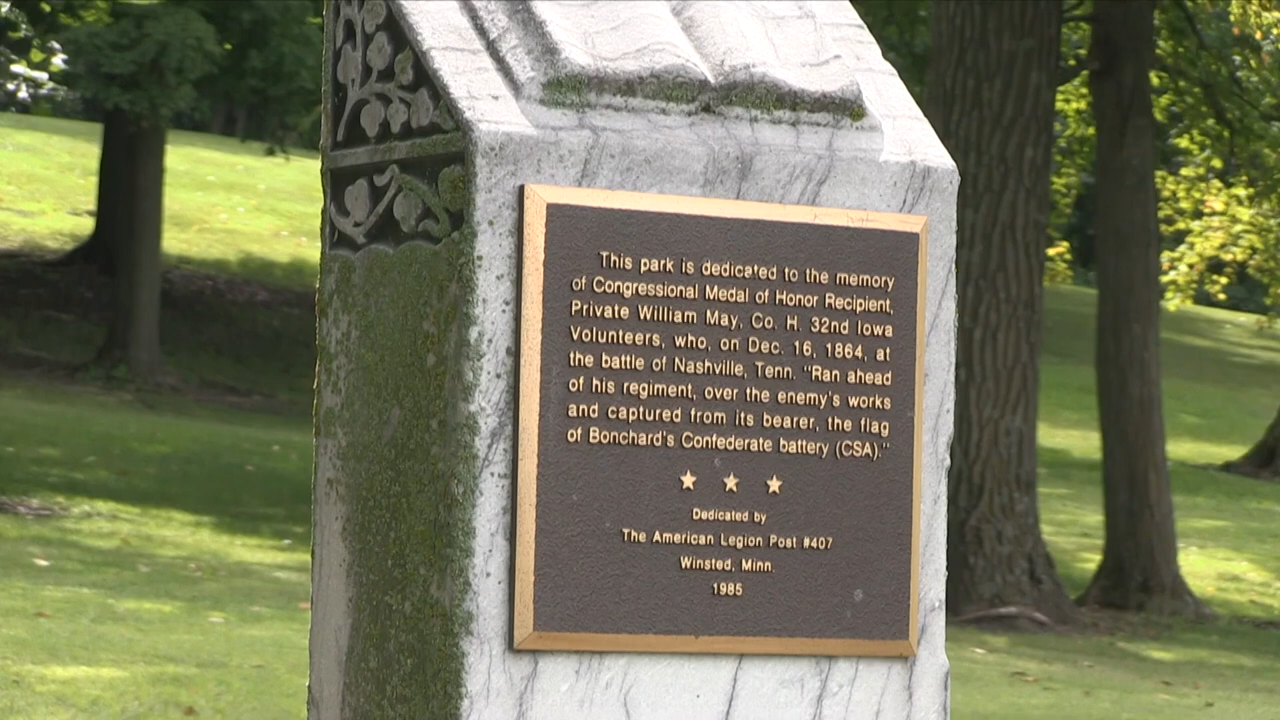 This park is dedicated to the memory
of Congressional Medal of Honor Recipient,
Private William May, Co. H. 32nd Iowa
Volunteers, who, on Dec. 16, 1864, at
the battle of Nashville, Tenn. "Ran ahead
of his regiment, over the enemy's works
and captured from its bearer, the flag
of Bonchard's Confederate battery (CSA)."
Dedicated by
The American Legion Post #407
Winsted, Minn.
1985